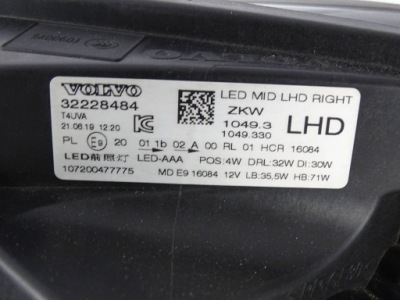 VOLVO
32228484
T4UVA
21.06.19 12:20
LED MID LHD RIGHT
ZKW
1049.3
1049.330
LHD
PL E9 20 01 1b 02 A 00 RL 01 HCR 16084
LED前照灯 LED-AAA POS:4W DRL:32W DI:30W
107200477775 MD E9 16084 12V LB:35,5W HB:71W